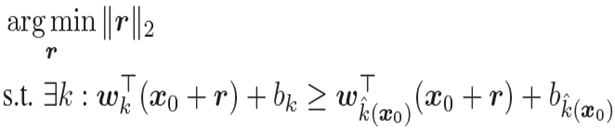 arg min ‖r‖₂
r
s.t. ∃k : w_k^⊤(x₀ + r) + b_k ≥ w_{k̂(x₀)}^⊤(x₀ + r) + b_{k̂(x₀)}